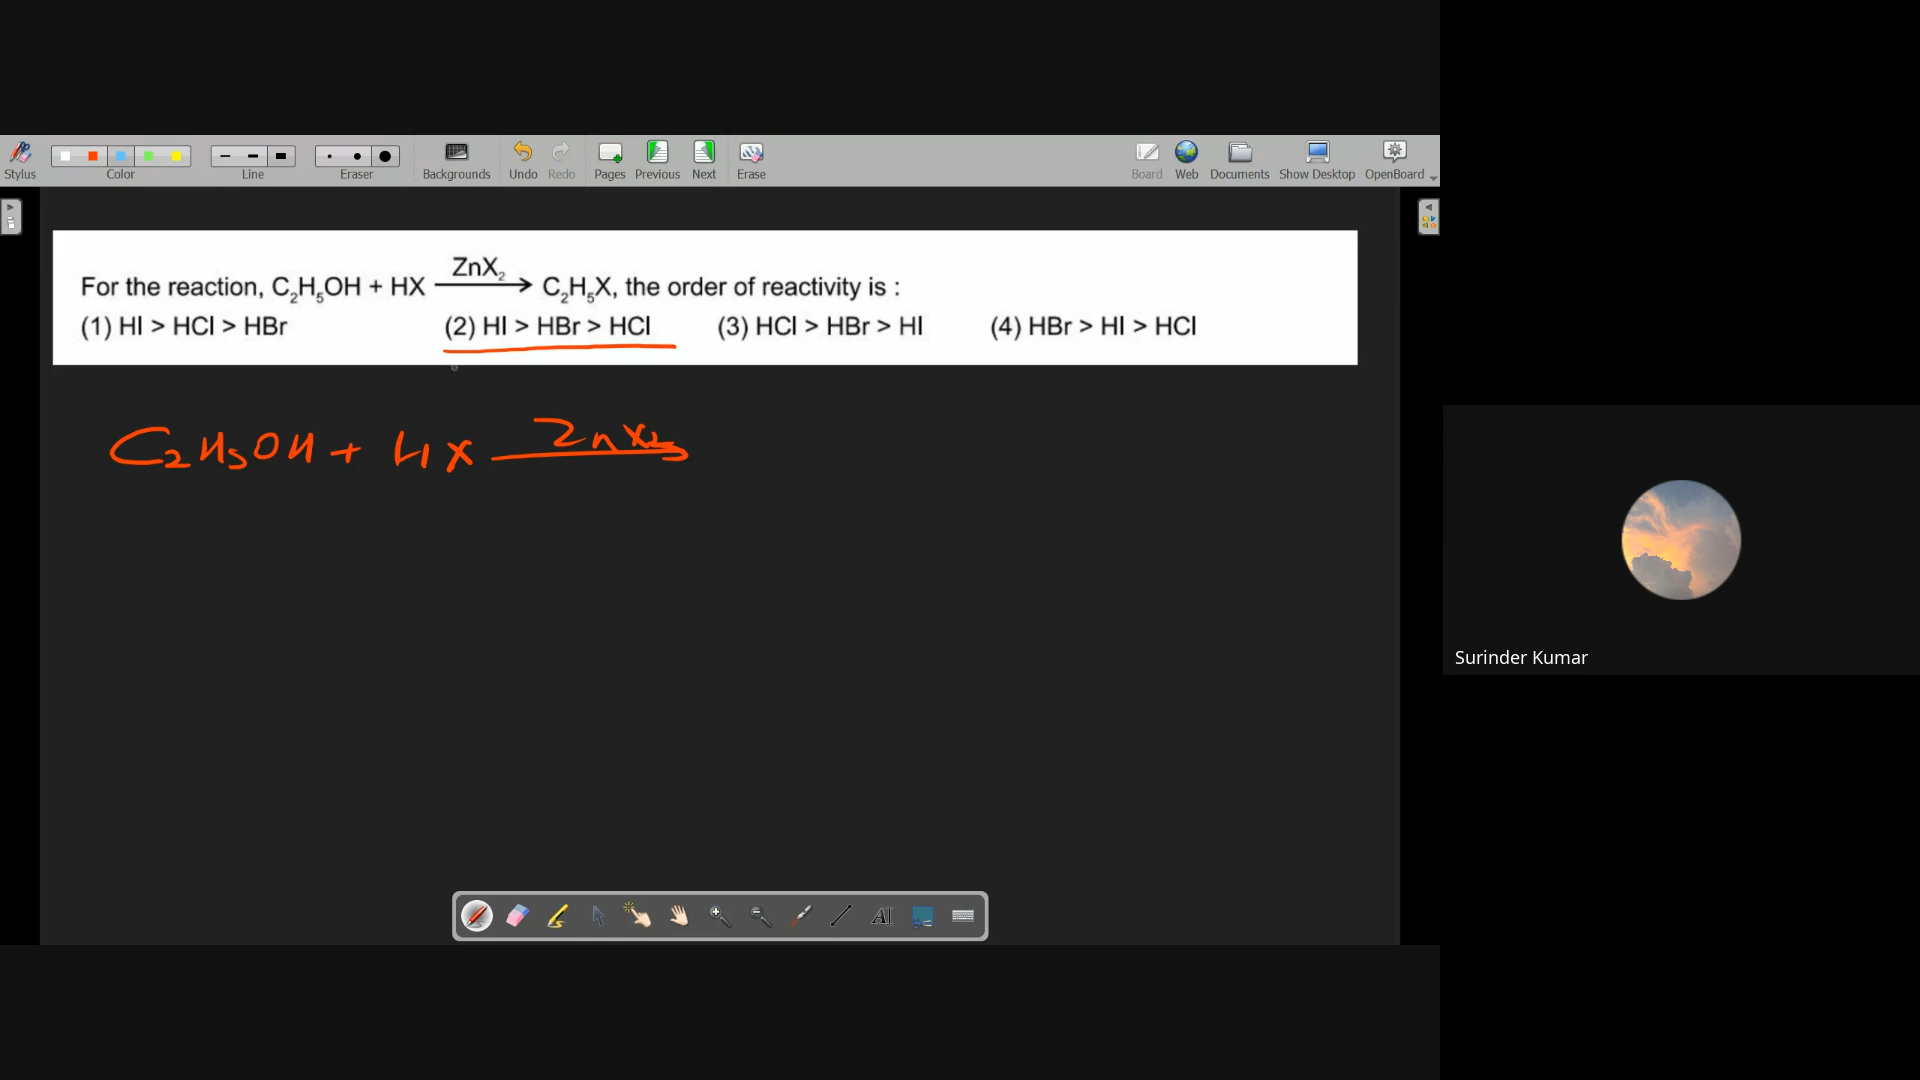 Stylus Color Line Eraser Backgrounds Undo Redo Pages Previous Next Erase Board Web Documents Show Desktop OpenBoard
For the reaction, C₂H₅OH + HX ZnX₂→ C₂H₅X, the order of reactivity is :
(1) HI > HCl > HBr (2) HI > HBr > HCl (3) HCl > HBr > HI (4) HBr > HI > HCl
C₂H₅OH + HX ZnX₂→
Surinder Kumar
AI